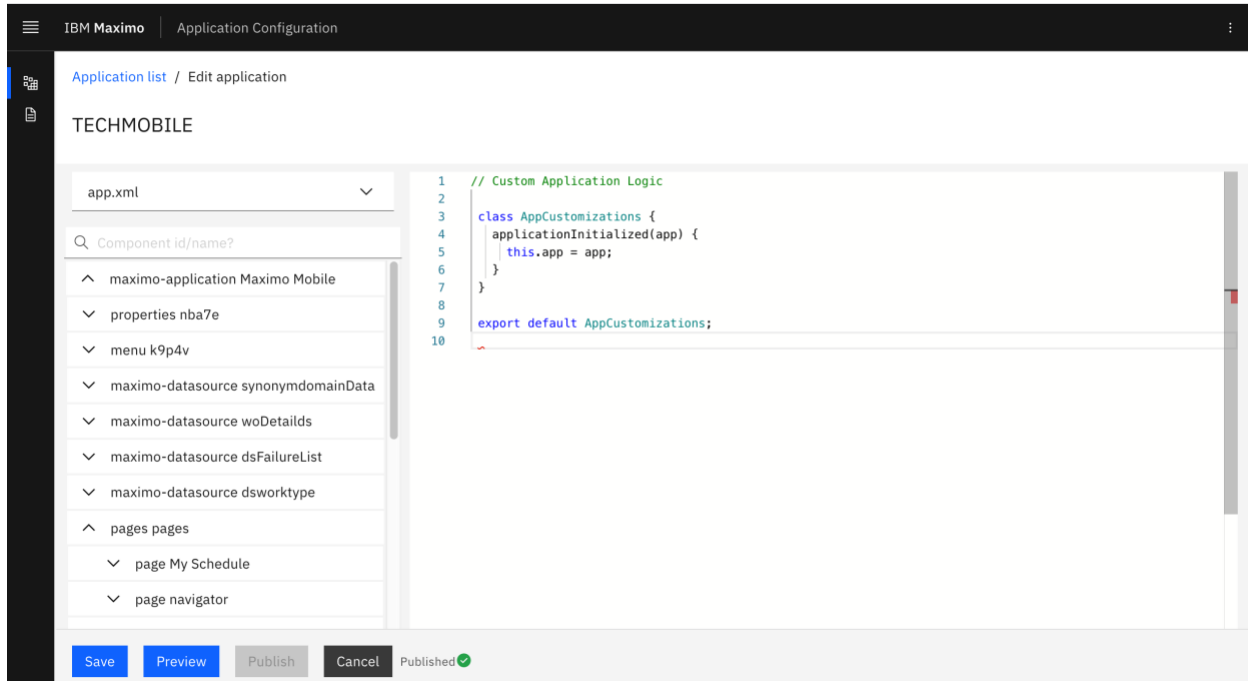 IBM Maximo Application Configuration
Application list / Edit application
TECHMOBILE
app.xml
Component id/name?
maximo-application Maximo Mobile
properties nba7e
menu k9p4v
maximo-datasource synonymdomainData
maximo-datasource woDetailds
maximo-datasource dsFailureList
maximo-datasource dsworktype
pages pages
page My Schedule
page navigator
1 // Custom Application Logic
2
3 class AppCustomizations {
4 applicationInitialized(app) {
5 this.app = app;
6 }
7 }
8
9 export default AppCustomizations;
10
Save Preview Publish Cancel Published